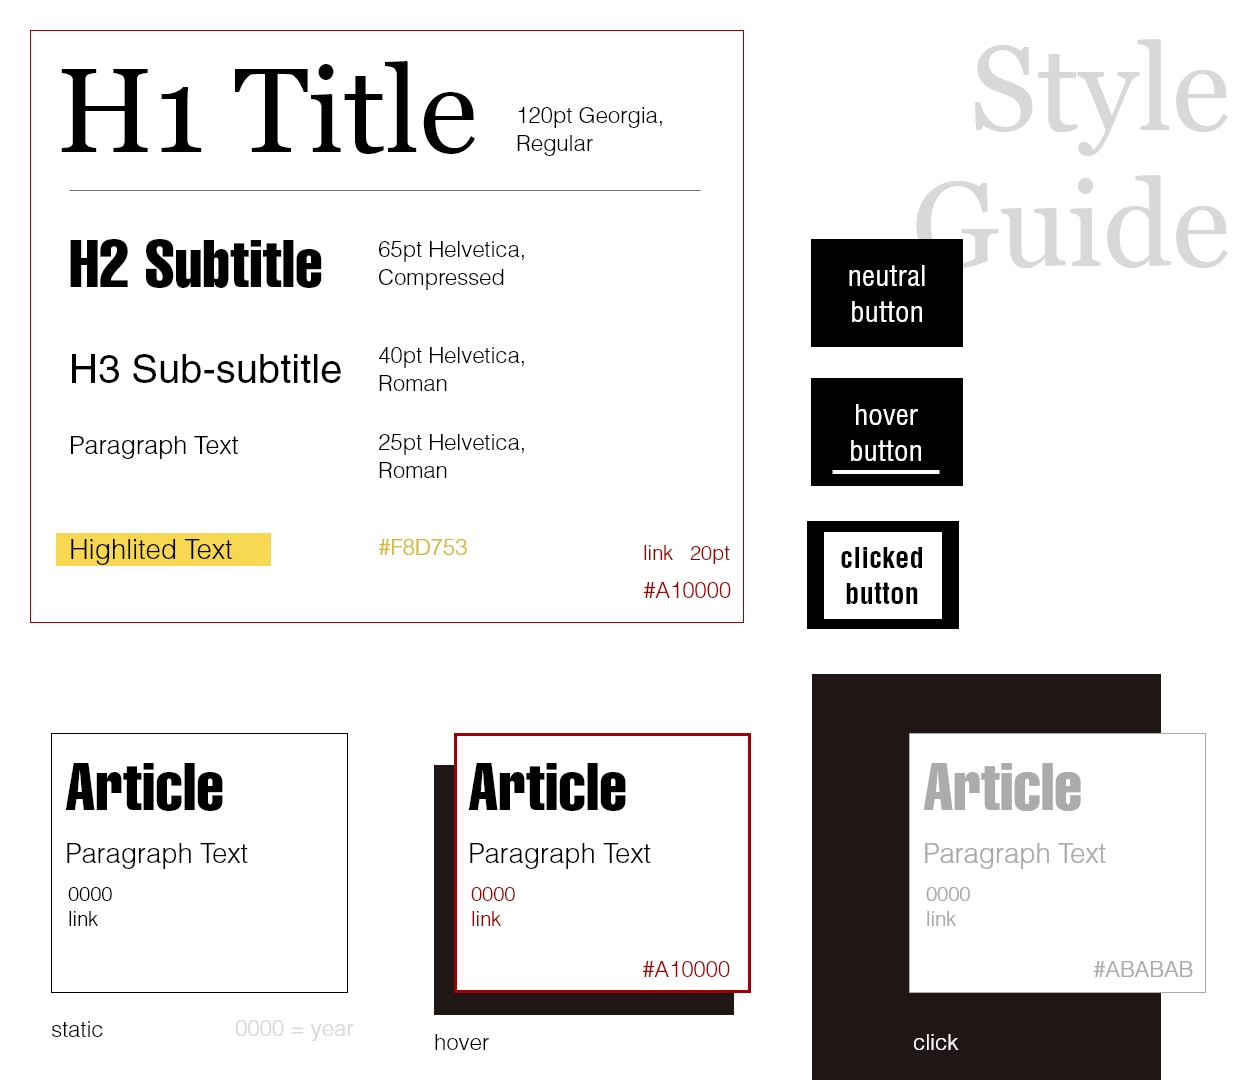 Style
Guide
H1 Title
120pt Georgia,
Regular
H2 Subtitle
65pt Helvetica,
Compressed
H3 Sub-subtitle
40pt Helvetica,
Roman
Paragraph Text
25pt Helvetica,
Roman
Highlited Text
#F8D753
link 20pt
#A10000
neutral
button
hover
button
clicked
button
Article
Paragraph Text
0000
link
static
0000 = year
Article
Paragraph Text
0000
link
#A10000
hover
Article
Paragraph Text
0000
link
#ABABAB
click